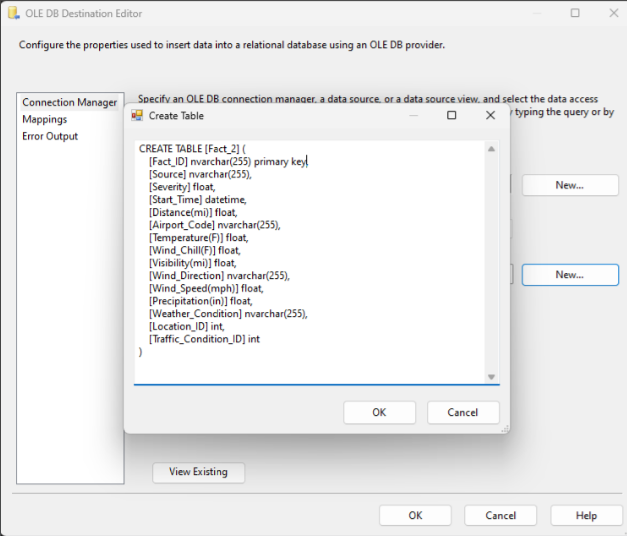 OLE DB Destination Editor
Configure the properties used to insert data into a relational database using an OLE DB provider.
Connection Manager
Mappings
Error Output
Specify an OLE DB connection manager, a data source, or a data source view, and select the data access
typing the query or by
Create Table
CREATE TABLE [Fact_2] (
[Fact_ID] nvarchar(255) primary key,
[Source] nvarchar(255),
[Severity] float,
[Start_Time] datetime,
[Distance(mi)] float,
[Airport_Code] nvarchar(255),
[Temperature(F)] float,
[Wind_Chill(F)] float,
[Visibility(mi)] float,
[Wind_Direction] nvarchar(255),
[Wind_Speed(mph)] float,
[Precipitation(in)] float,
[Weather_Condition] nvarchar(255),
[Location_ID] int,
[Traffic_Condition_ID] int
)
OK
Cancel
New...
New...
View Existing
OK
Cancel
Help